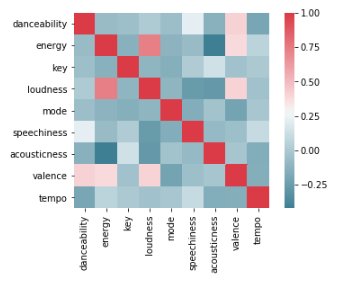 danceability
energy
key
loudness
mode
speechiness
acousticness
valence
tempo
danceability
energy
key
loudness
mode
speechiness
acousticness
valence
tempo
1.00
0.75
0.50
0.25
0.00
−0.25